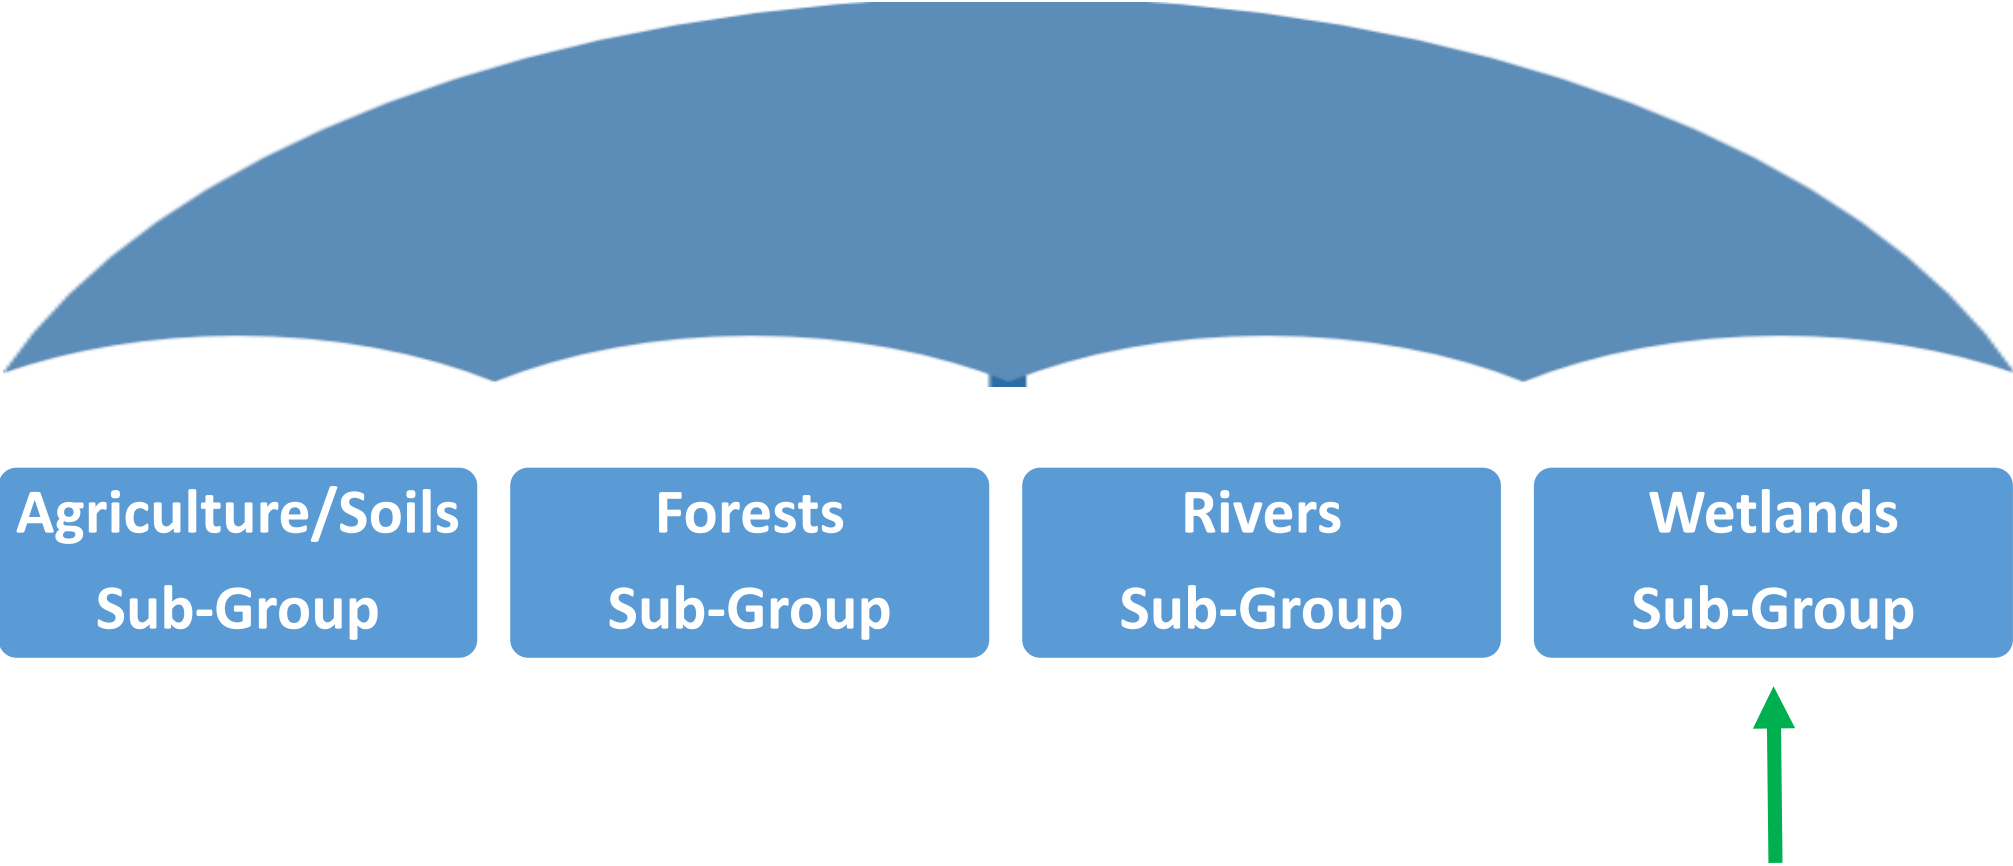 Agriculture/Soils
Sub-Group
Forests
Sub-Group
Rivers
Sub-Group
Wetlands
Sub-Group